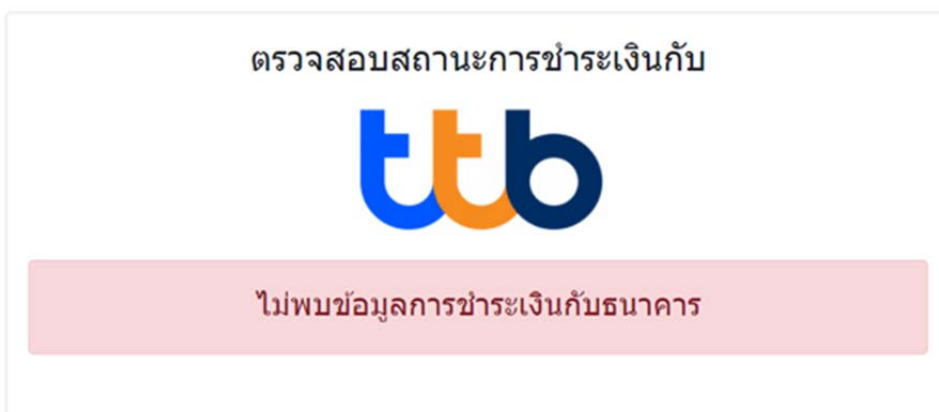 ตรวจสอบสถานะการชำระเงินกับ
ttb
ไม่พบข้อมูลการชำระเงินกับธนาคาร